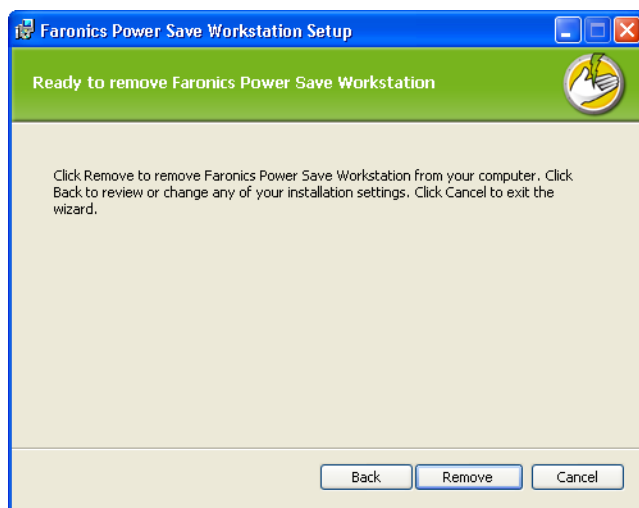 Faronics Power Save Workstation Setup
Ready to remove Faronics Power Save Workstation
Click Remove to remove Faronics Power Save Workstation from your computer. Click
Back to review or change any of your installation settings. Click Cancel to exit the
wizard.
Back Remove Cancel